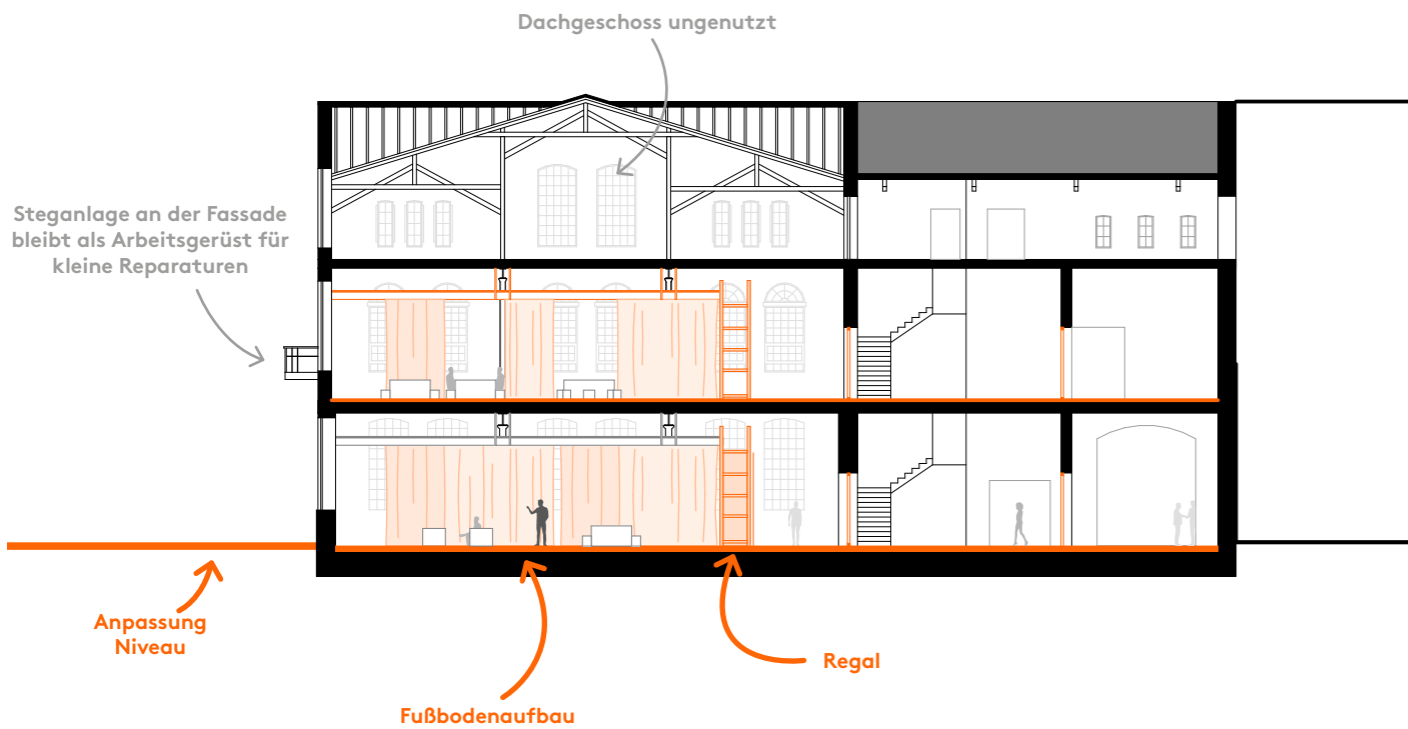 Dachgeschoss ungenutzt
Steganlage an der Fassade
bleibt als Arbeitsgerüst für
kleine Reparaturen
Anpassung
Niveau
Regal
Fußbodenaufbau